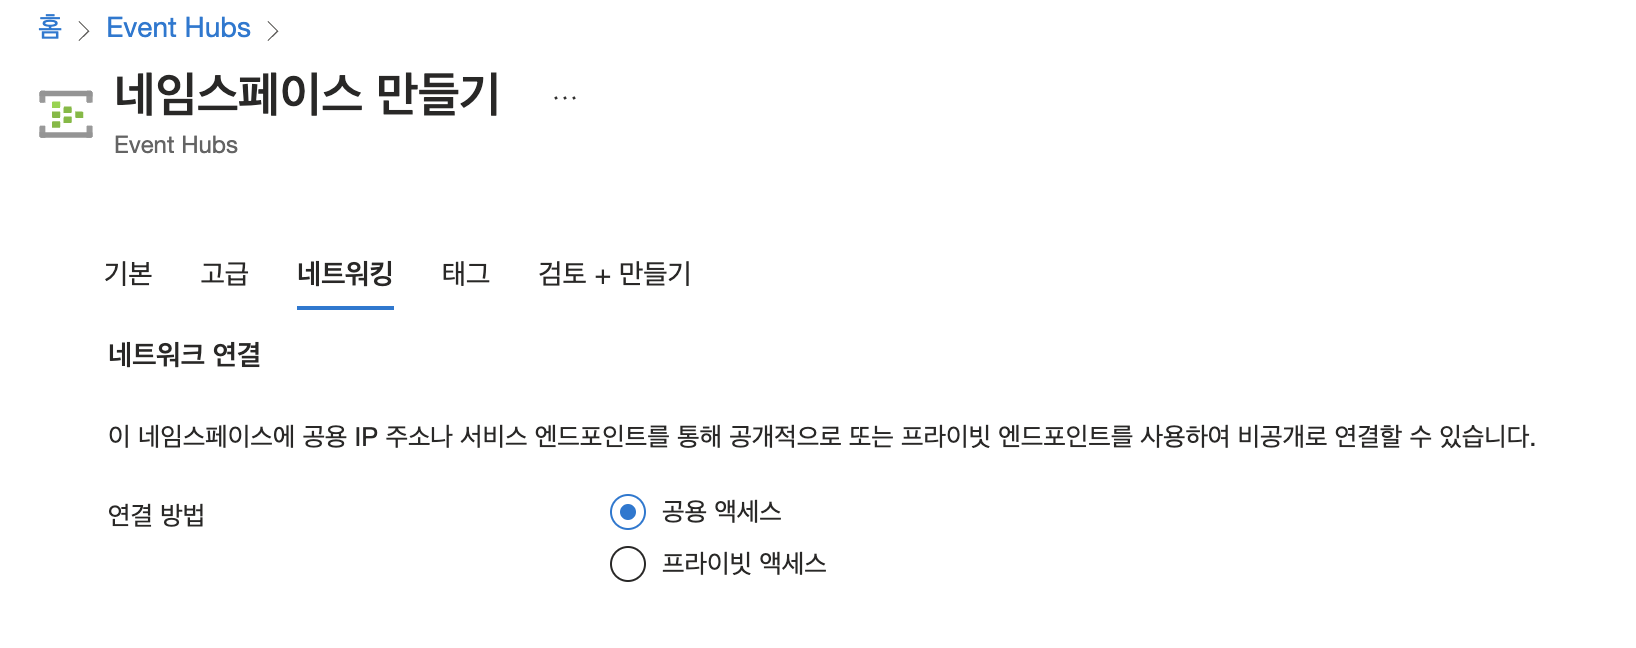 홈 > Event Hubs >
네임스페이스 만들기 ...
Event Hubs
기본 고급 네트워킹 태그 검토 + 만들기
네트워크 연결
이 네임스페이스에 공용 IP 주소나 서비스 엔드포인트를 통해 공개적으로 또는 프라이빗 엔드포인트를 사용하여 비공개로 연결할 수 있습니다.
연결 방법 공용 액세스
프라이빗 액세스